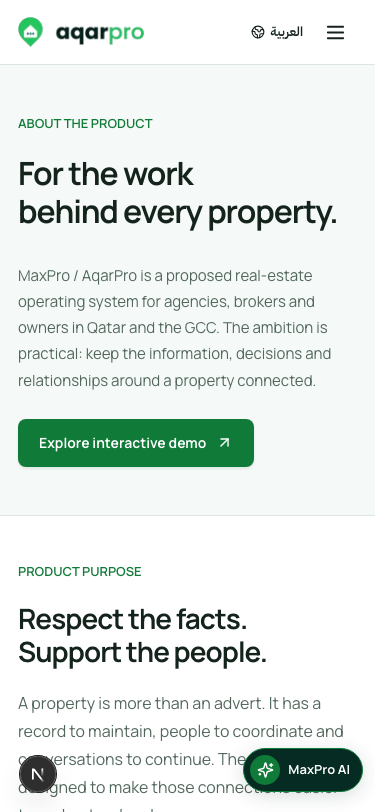 aqarpro
العربية
ABOUT THE PRODUCT
For the work
behind every property.
MaxPro / AqarPro is a proposed real-estate
operating system for agencies, brokers and
owners in Qatar and the GCC. The ambition is
practical: keep the information, decisions and
relationships around a property connected.
Explore interactive demo
PRODUCT PURPOSE
Respect the facts.
Support the people.
A property is more than an advert. It has a
record to maintain, people to coordinate and
conversations to continue. The
designed to make those connections easier
N
MaxPro AI